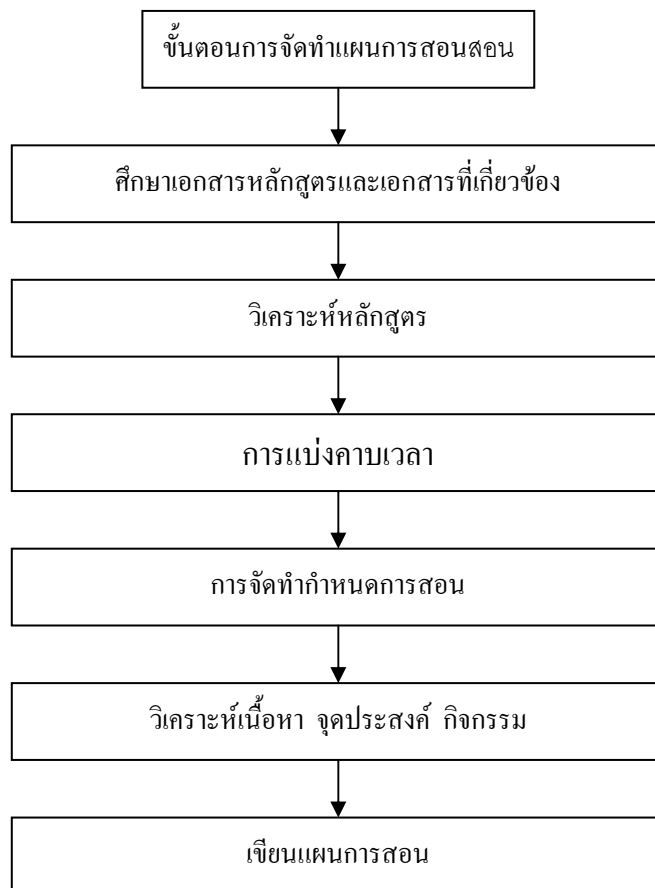 ขั้นตอนการจัดทำแผนการสอนสอน
ศึกษาเอกสารหลักสูตรและเอกสารที่เกี่ยวข้อง
วิเคราะห์หลักสูตร
การแบ่งคาบเวลา
การจัดทำกำหนดการสอน
วิเคราะห์เนื้อหา จุดประสงค์ กิจกรรม
เขียนแผนการสอน